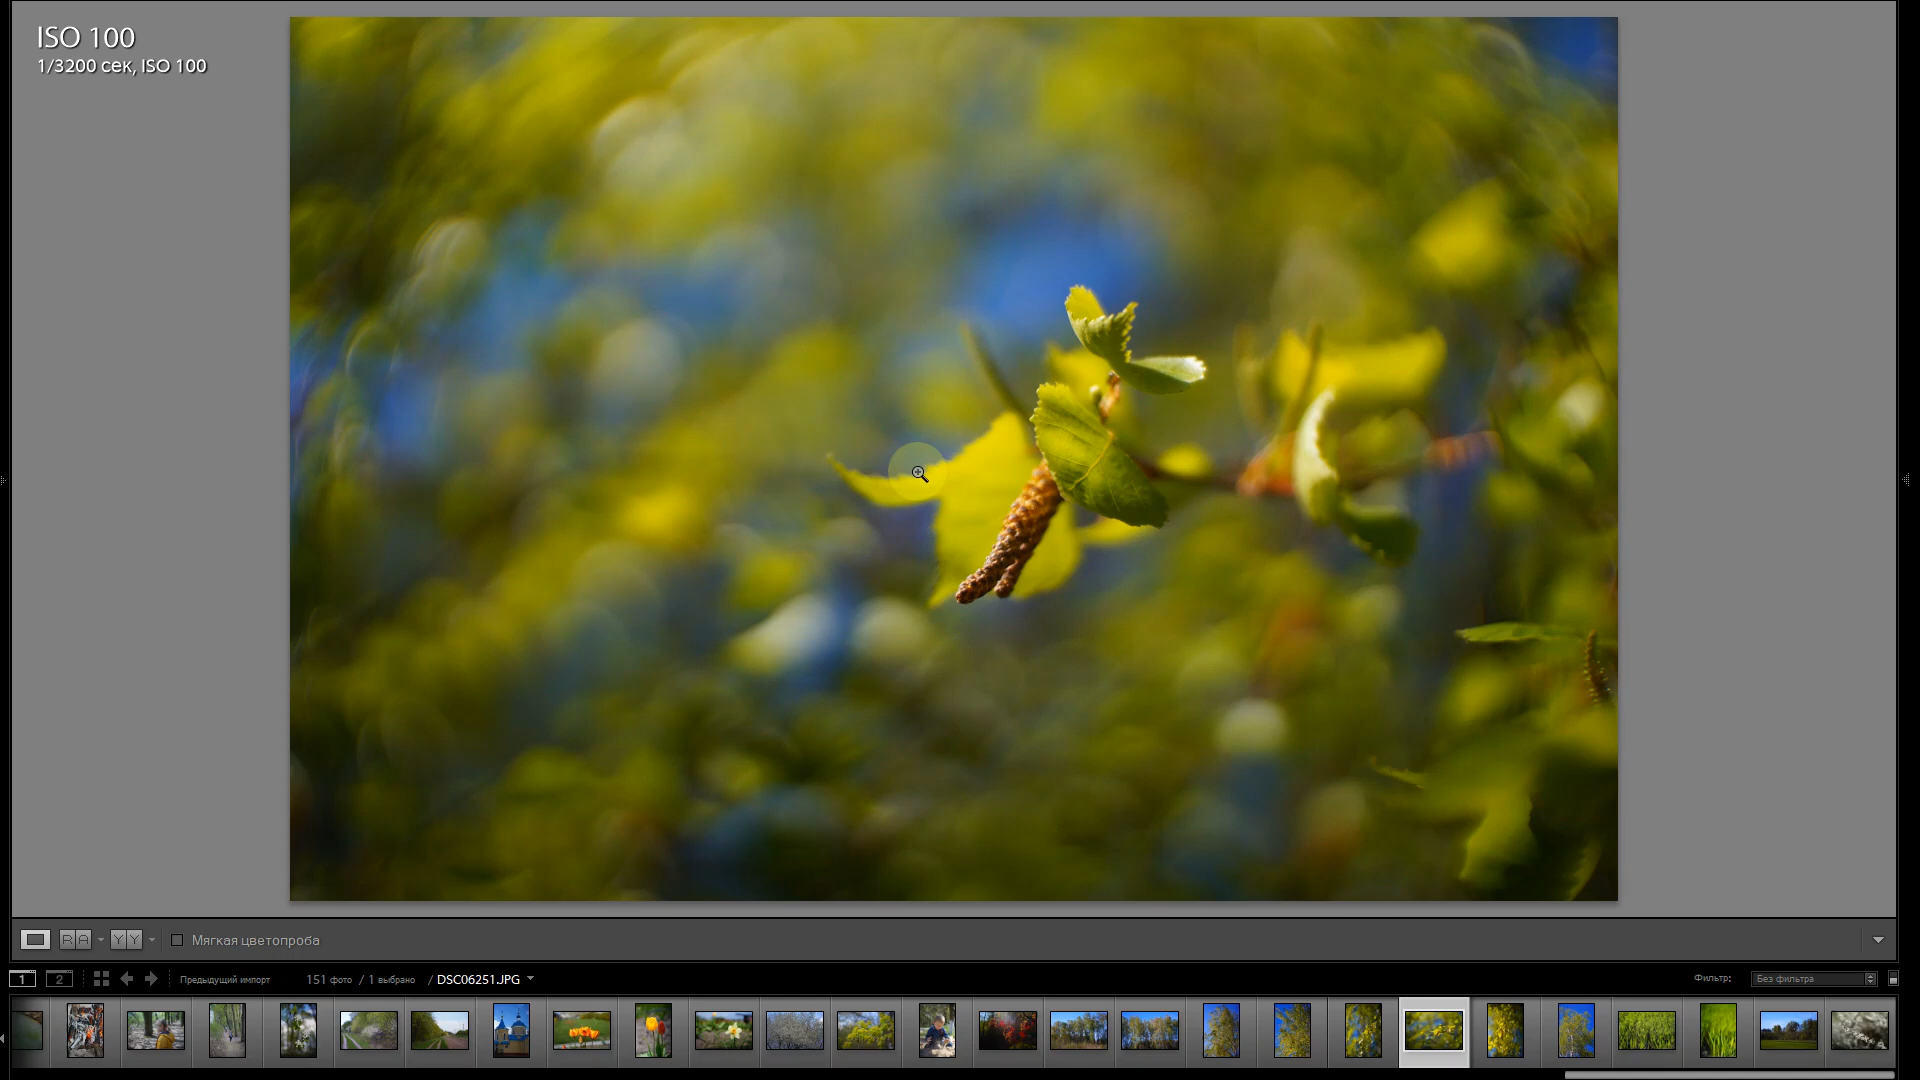 ISO 100
1/3200 сек, ISO 100
R A
Y Y
Мягкая цветопроба
1
2
Предыдущий импорт
151 фото / 1 выбрано / DSC06251.JPG
Фильтр:
Без фильтра